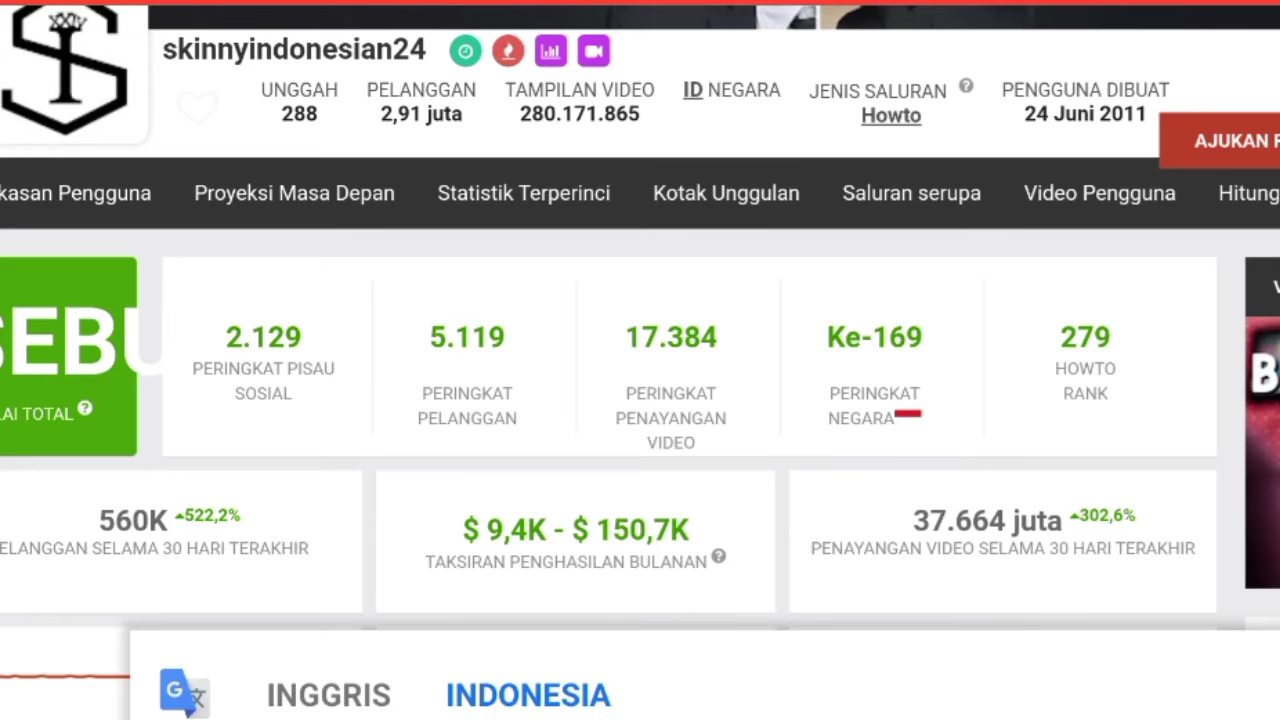 skinnyindonesian24
UNGGAH
288
PELANGGAN
2,91 juta
TAMPILAN VIDEO
280.171.865
ID NEGARA
JENIS SALURAN
Howto
PENGGUNA DIBUAT
24 Juni 2011
AJUKAN
kasan Pengguna
Proyeksi Masa Depan
Statistik Terperinci
Kotak Unggulan
Saluran serupa
Video Pengguna
Hitung
SEBU
LAI TOTAL
2.129
PERINGKAT PISAU
SOSIAL
5.119
PERINGKAT
PELANGGAN
17.384
PERINGKAT
PENAYANGAN
VIDEO
Ke-169
PERINGKAT
NEGARA
279
HOWTO
RANK
560K 522,2%
ELANGGAN SELAMA 30 HARI TERAKHIR
$ 9,4K - $ 150,7K
TAKSIRAN PENGHASILAN BULANAN
37.664 juta 302,6%
PENAYANGAN VIDEO SELAMA 30 HARI TERAKHIR
INGGRIS
INDONESIA